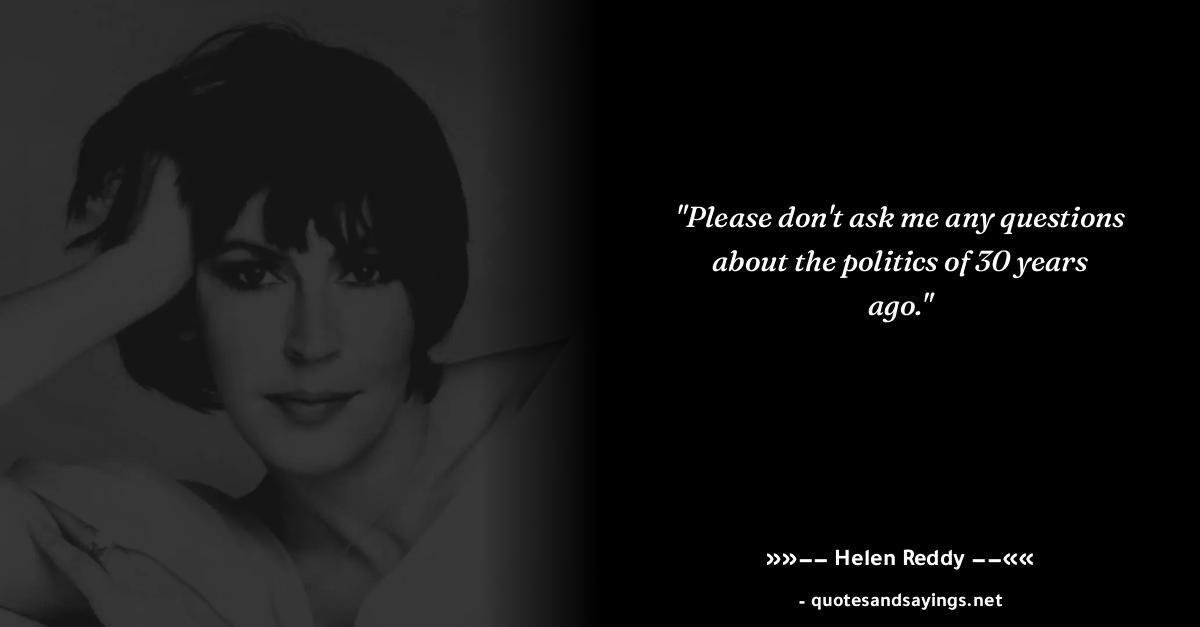 "Please don't ask me any questions
about the politics of 30 years
ago."
»»–– Helen Reddy ––««
- quotesandsayings.net